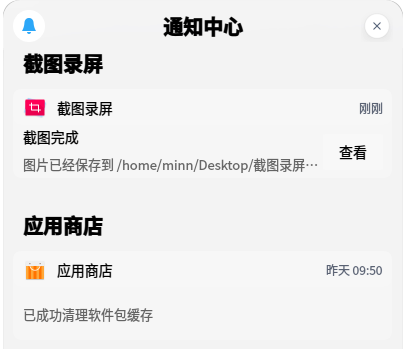 通知中心
截图录屏
截图录屏 刚刚
截图完成
查看
图片已经保存到 /home/minn/Desktop/截图录屏…
应用商店
应用商店 昨天 09:50
已成功清理软件包缓存